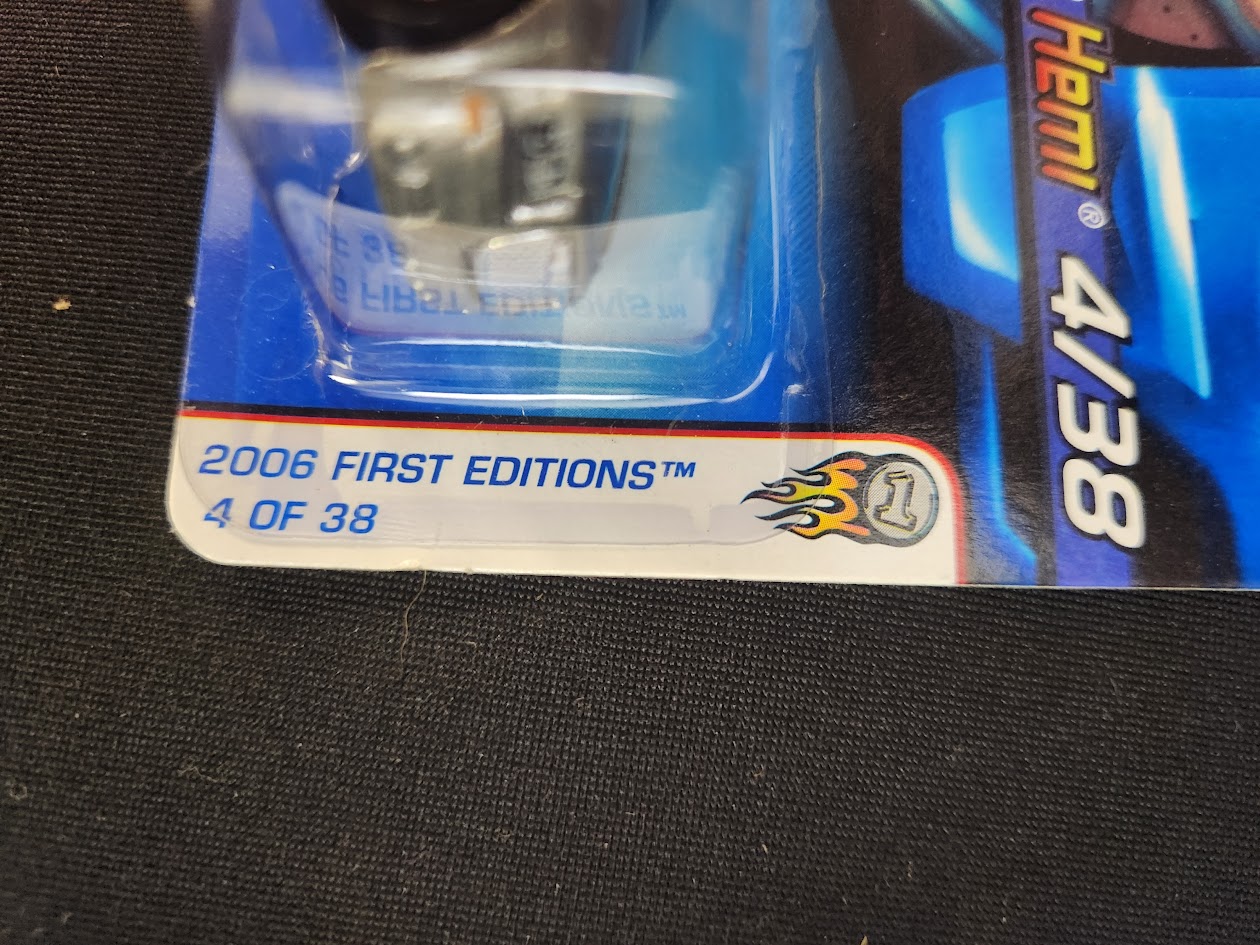 Hemi® 4/38
2006 FIRST EDITIONS™
4 OF 38
1